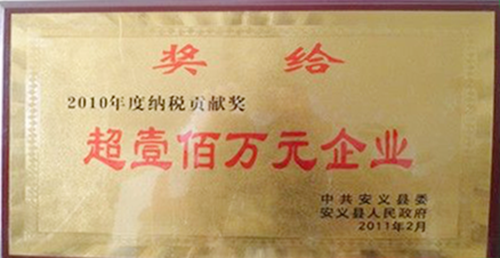 奖给
2010年度纳税贡献奖
超壹佰万元企业
中共安义县委
安义县人民政府
2011年2月